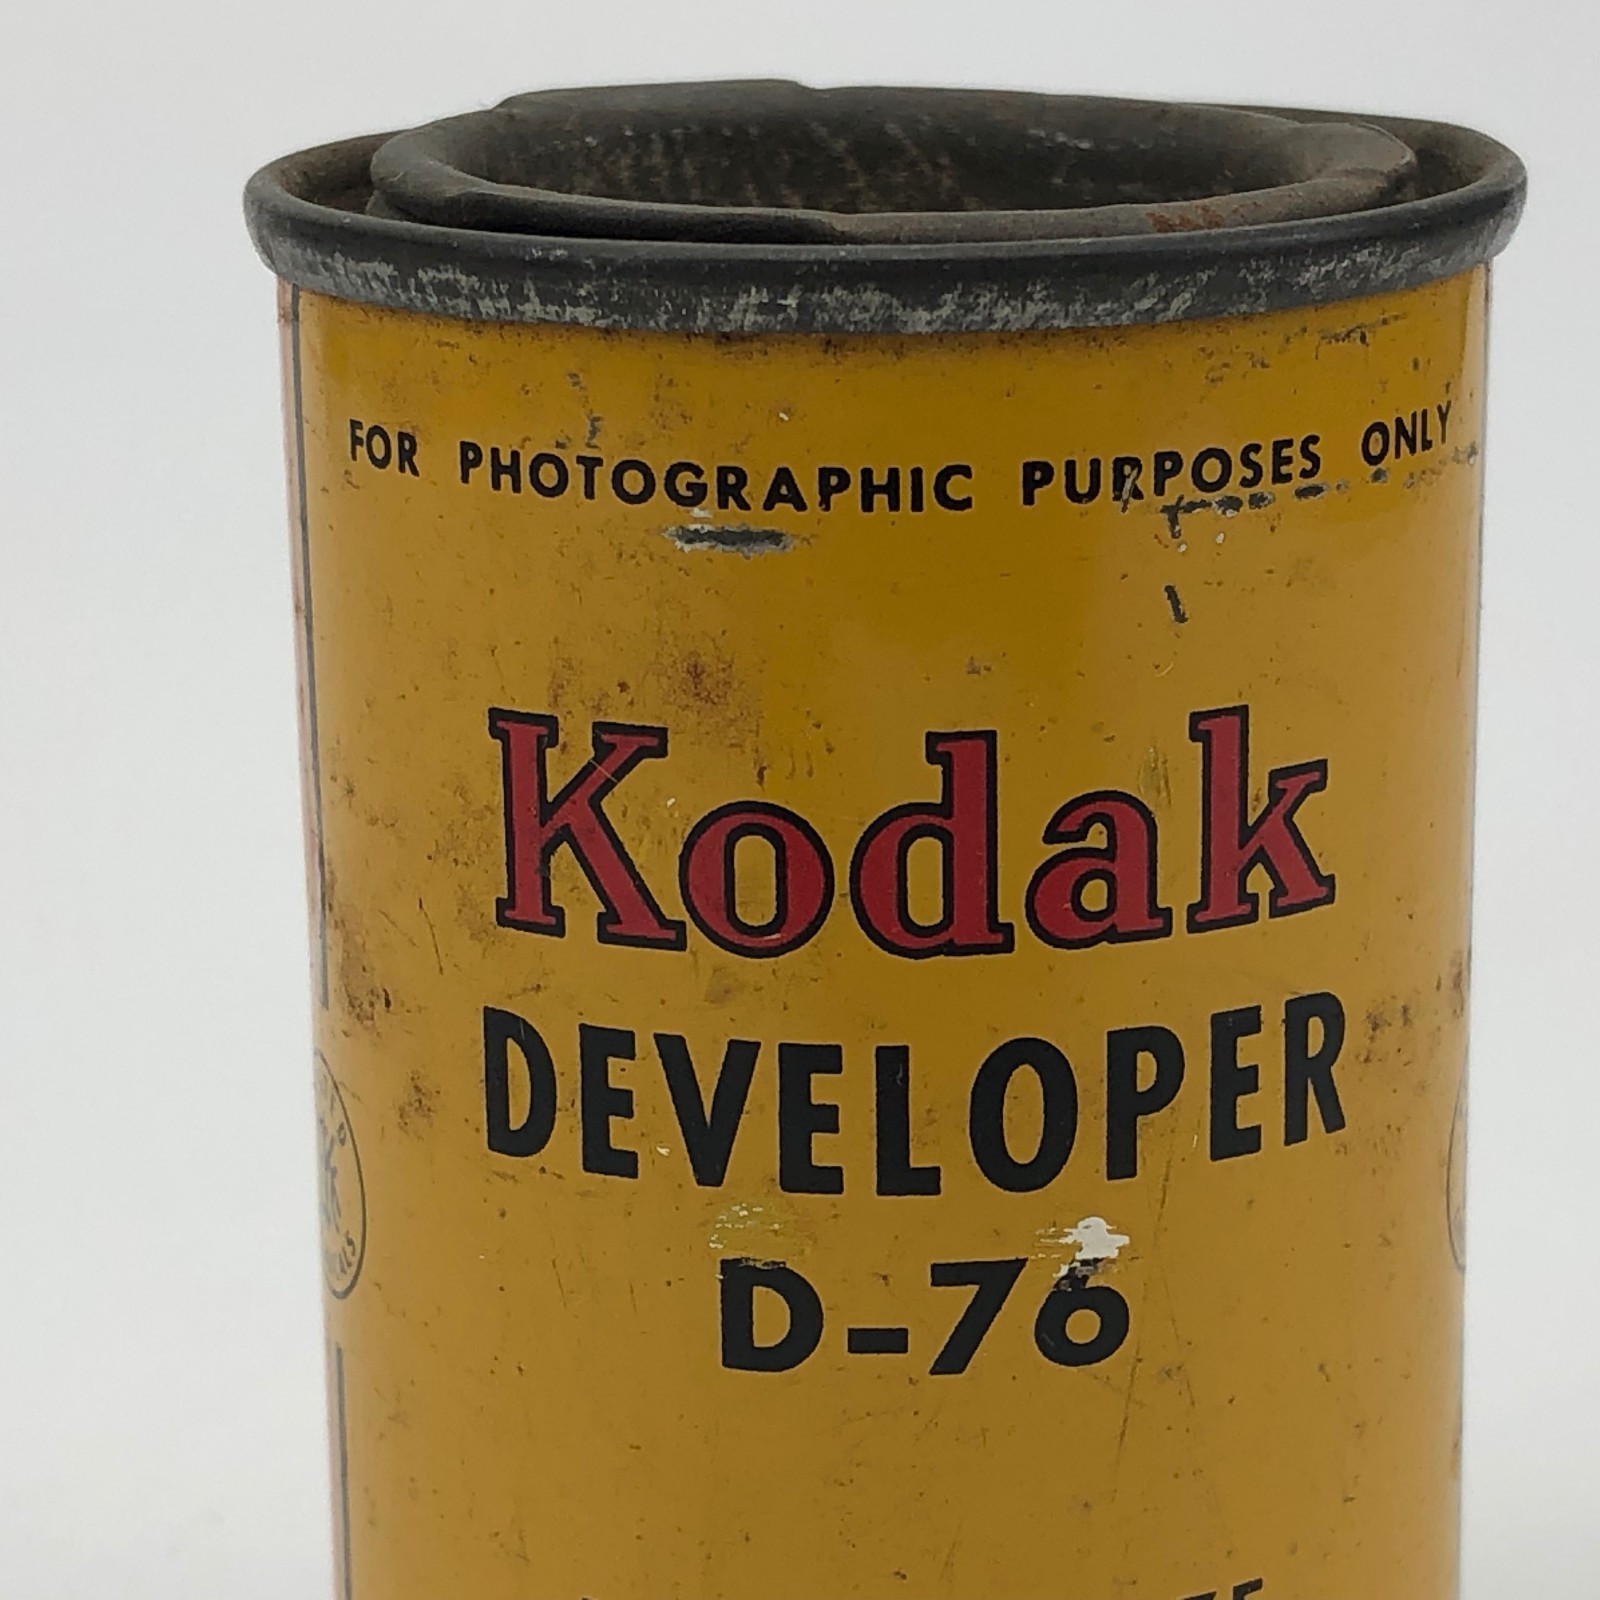 FOR PHOTOGRAPHIC PURPOSES ONLY
Kodak
DEVELOPER
D-76